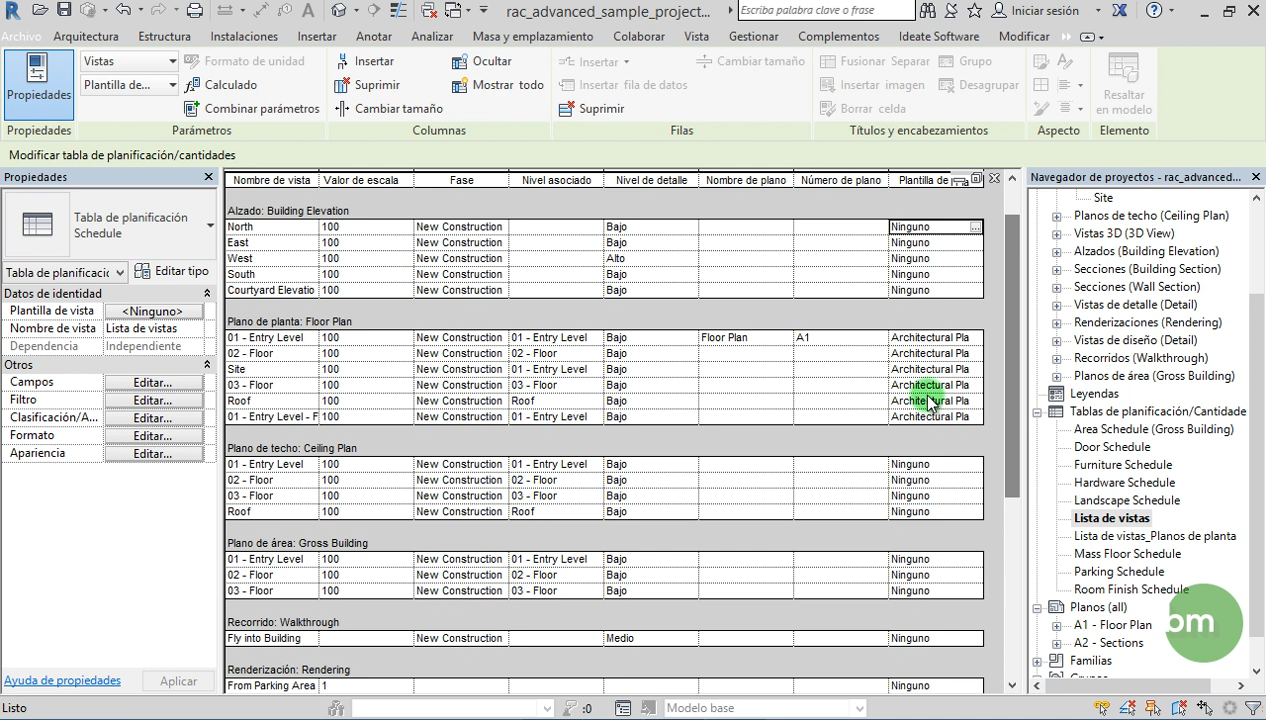 rac_advanced_sample_project...
Escriba palabra clave o frase
Iniciar sesión
Archivo Arquitectura Estructura Instalaciones Insertar Anotar Analizar Masa y emplazamiento Colaborar Vista Gestionar Complementos Ideate Software Modificar
Propiedades
Vistas
Plantilla de...
Formato de unidad
Calculado
Combinar parámetros
Insertar
Suprimir
Cambiar tamaño
Ocultar
Mostrar todo
Insertar
Insertar fila de datos
Suprimir
Cambiar tamaño
Fusionar Separar
Insertar imagen
Borrar celda
Grupo
Desagrupar
Resaltar
en modelo
Propiedades Parámetros Columnas Filas Títulos y encabezamientos Aspecto Elemento
Modificar tabla de planificación/cantidades
Propiedades
Tabla de planificación
Schedule
Tabla de planificació
Editar tipo
Datos de identidad
Plantilla de vista <Ninguno>
Nombre de vista Lista de vistas
Dependencia Independiente
Otros
Campos Editar...
Filtro Editar...
Clasificación/A... Editar...
Formato Editar...
Apariencia Editar...
Ayuda de propiedades
Aplicar
Nombre de vista Valor de escala Fase Nivel asociado Nivel de detalle Nombre de plano Número de plano Plantilla de
Alzado: Building Elevation
North 100 New Construction Bajo Ninguno ...
East 100 New Construction Bajo Ninguno
West 100 New Construction Alto Ninguno
South 100 New Construction Bajo Ninguno
Courtyard Elevatio 100 New Construction Bajo Ninguno
Plano de planta: Floor Plan
01 - Entry Level 100 New Construction 01 - Entry Level Bajo Floor Plan A1 Architectural Pla
02 - Floor 100 New Construction 02 - Floor Bajo Architectural Pla
Site 100 New Construction 01 - Entry Level Bajo Architectural Pla
03 - Floor 100 New Construction 03 - Floor Bajo Architectural Pla
Roof 100 New Construction Roof Bajo Architectural Pla
01 - Entry Level - F 100 New Construction 01 - Entry Level Bajo Architectural Pla
Plano de techo: Ceiling Plan
01 - Entry Level 100 New Construction 01 - Entry Level Bajo Ninguno
02 - Floor 100 New Construction 02 - Floor Bajo Ninguno
03 - Floor 100 New Construction 03 - Floor Bajo Ninguno
Roof 100 New Construction Roof Bajo Ninguno
Plano de área: Gross Building
01 - Entry Level 100 New Construction 01 - Entry Level Bajo Ninguno
02 - Floor 100 New Construction 02 - Floor Bajo Ninguno
03 - Floor 100 New Construction 03 - Floor Bajo Ninguno
Recorrido: Walkthrough
Fly into Building New Construction Medio Ninguno
Renderización: Rendering
From Parking Area 1 New Construction Bajo Ninguno
Navegador de proyectos - rac_advanced...
Site
Planos de techo (Ceiling Plan)
Vistas 3D (3D View)
Alzados (Building Elevation)
Secciones (Building Section)
Secciones (Wall Section)
Vistas de detalle (Detail)
Renderizaciones (Rendering)
Vistas de diseño (Detail)
Recorridos (Walkthrough)
Planos de área (Gross Building)
Leyendas
Tablas de planificación/Cantidade
Area Schedule (Gross Building)
Door Schedule
Furniture Schedule
Hardware Schedule
Landscape Schedule
Lista de vistas
Lista de vistas_Planos de planta
Mass Floor Schedule
Parking Schedule
Room Finish Schedule
Planos (all)
A1 - Floor Plan
A2 - Sections
Familias
om
Listo
:0
Modelo base